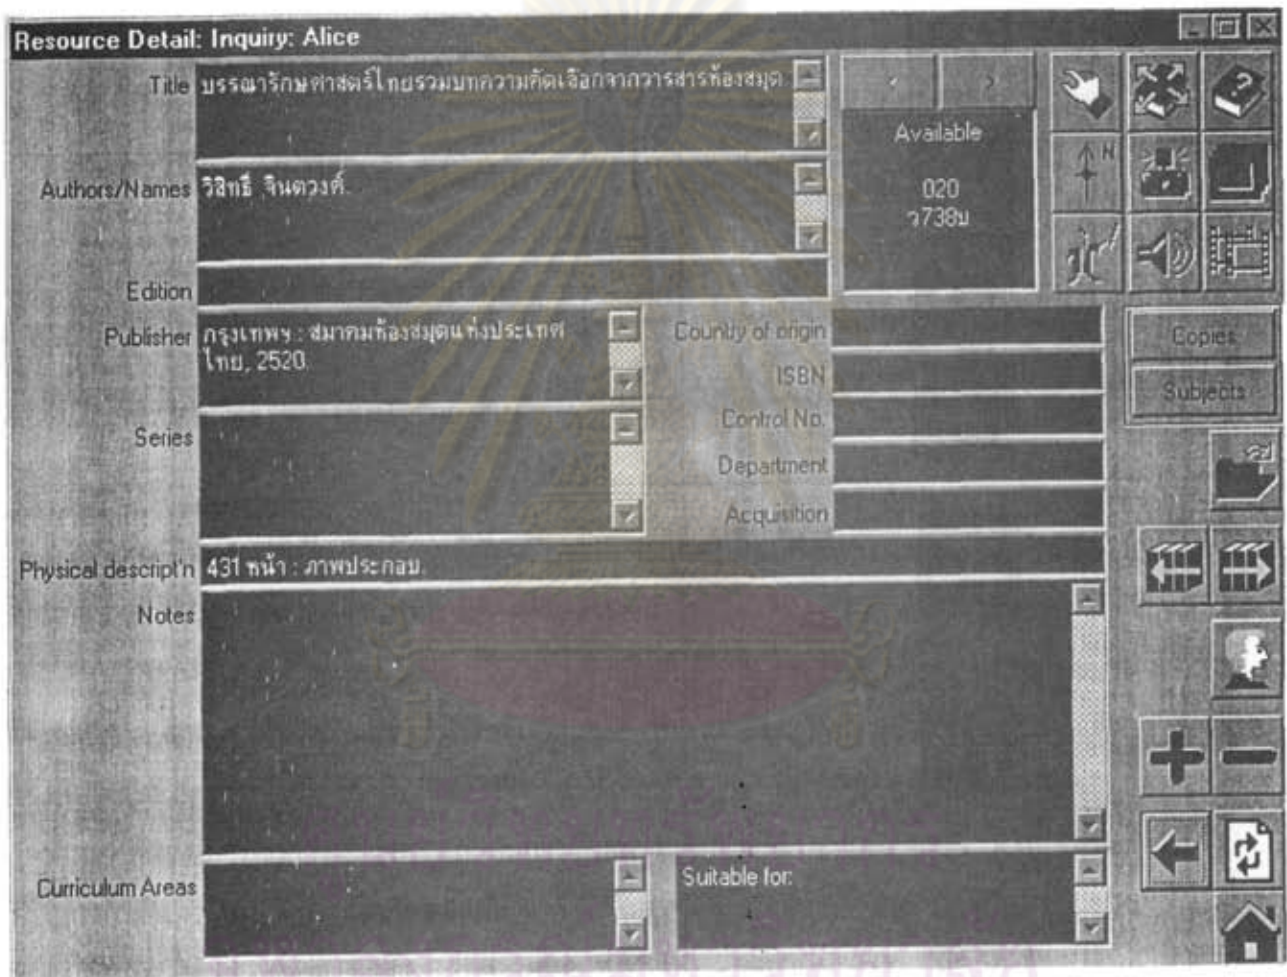 Resource Detail: Inquiry: Alice
Title บรรณารักษศาสตร์ไทยรวมบทความคัดเลือกจากวารสารห้องสมุด
Available
020
ว738บ
Authors/Names วิสิทธิ์ จินตวงศ์.
Edition
Publisher กรุงเทพฯ : สมาคมห้องสมุดแห่งประเทศ
ไทย, 2520.
Country of origin
ISBN
Control No.
Department
Acquisition
Copies
Subjects
Series
Physical descript'n 431 หน้า : ภาพประกอบ.
Notes
Curriculum Areas
Suitable for: